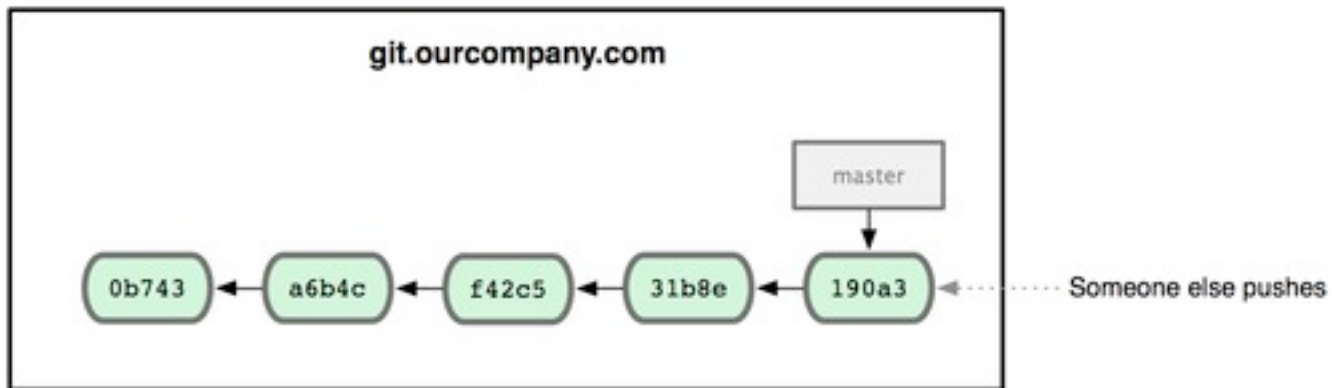 git.ourcompany.com
master
0b743
a6b4c
f42c5
31b8e
190a3
Someone else pushes